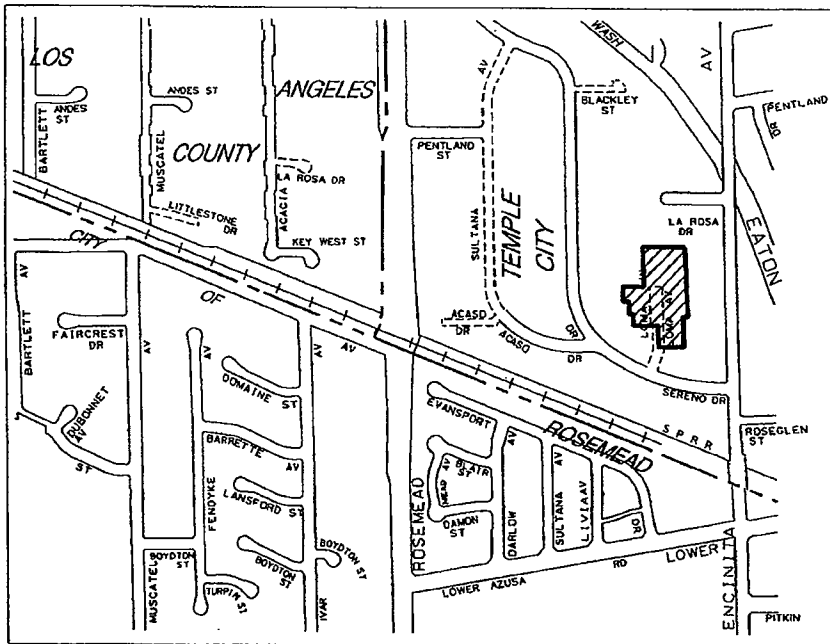 LOS
ANGELES
COUNTY
CITY
OF
ROSEMEAD
TEMPLE
CITY
WASH
EATON
AV
PENTLAND
DR
ANDES
ST
BARTLETT
ANDES ST
MUSCATEL
LITTLESTONE
DR
LA ROSA DR
ACACIA
KEY WEST ST
PENTLAND
ST
AV
SULTANA
BLACKLEY
ST
LA ROSA
DR
LOMA
AV
ACASO
DR
ACASO
DR
DR
SERENO DR
SPRR
ROSEGLEN
ST
AV
BARTLETT
FAIRCREST
DR
DUBONNET
AV
ST
AV
AV
AV
DOMAINE
ST
BARRETTE
AV
FENDYKE
LANSFORD ST
BOYDTON
ST
BOYDTON
ST
BOYDTON ST
TURPIN ST
MUSCATEL
IVAR
ROSEMEAD
EVANSPORT
MEAD
AV
BLAIR
ST
DAMON
ST
AV
DARLOW
AV
SULTANA
LIVIA AV
DR
LOWER AZUSA
RD
LOWER
ENCINITA
PITKIN